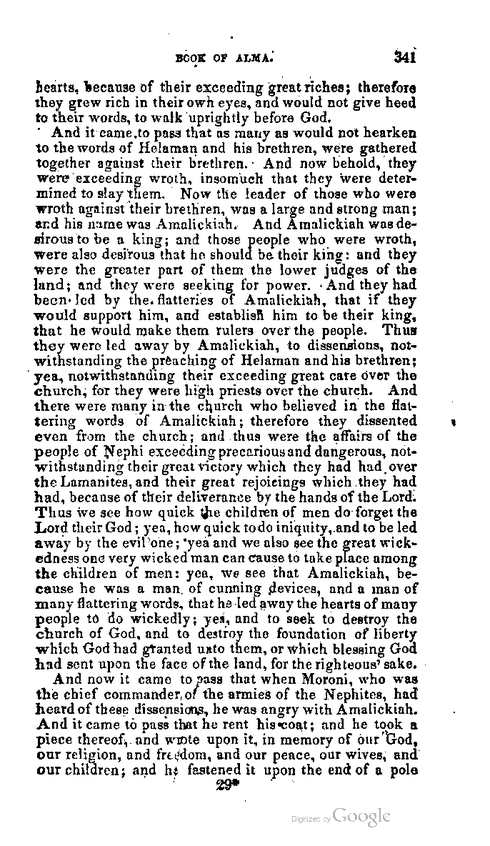 BOOK OF ALMA. 341
hearts, because of their exceeding great riches; therefore
they grew rich in their own eyes, and would not give heed
to their words, to walk uprightly before God.
And it came to pass that as many as would not hearken
to the words of Helaman and his brethren, were gathered
together against their brethren. And now behold, they
were exceeding wroth, insomuch that they were deter-
mined to slay them. Now the leader of those who were
wroth against their brethren, was a large and strong man;
and his name was Amalickiah. And Amalickiah was de-
sirous to be a king; and those people who were wroth,
were also desirous that he should be their king: and they
were the greater part of them the lower judges of the
land; and they were seeking for power. And they had
been led by the flatteries of Amalickiah, that if they
would support him, and establish him to be their king,
that he would make them rulers over the people. Thus
they were led away by Amalickiah, to dissensions, not-
withstanding the preaching of Helaman and his brethren;
yea, notwithstanding their exceeding great care over the
church, for they were high priests over the church. And
there were many in the church who believed in the flat-
tering words of Amalickiah; therefore they dissented
even from the church; and thus were the affairs of the
people of Nephi exceeding precarious and dangerous, not-
withstanding their great victory which they had had over
the Lamanites, and their great rejoicings which they had
had, because of their deliverance by the hands of the Lord.
Thus we see how quick the children of men do forget the
Lord their God; yea, how quick to do iniquity, and to be led
away by the evil one; yea and we also see the great wick-
edness one very wicked man can cause to take place among
the children of men: yea, we see that Amalickiah, be-
cause he was a man of cunning devices, and a man of
many flattering words, that he led away the hearts of many
people to do wickedly; yea, and to seek to destroy the
church of God, and to destroy the foundation of liberty
which God had granted unto them, or which blessing God
had sent upon the face of the land, for the righteous' sake.
And now it came to pass that when Moroni, who was
the chief commander of the armies of the Nephites, had
heard of these dissensions, he was angry with Amalickiah.
And it came to pass that he rent his coat; and he took a
piece thereof, and wrote upon it, in memory of our God,
our religion, and freedom, and our peace, our wives, and
our children; and he fastened it upon the end of a pole
29*
Digitized by Google